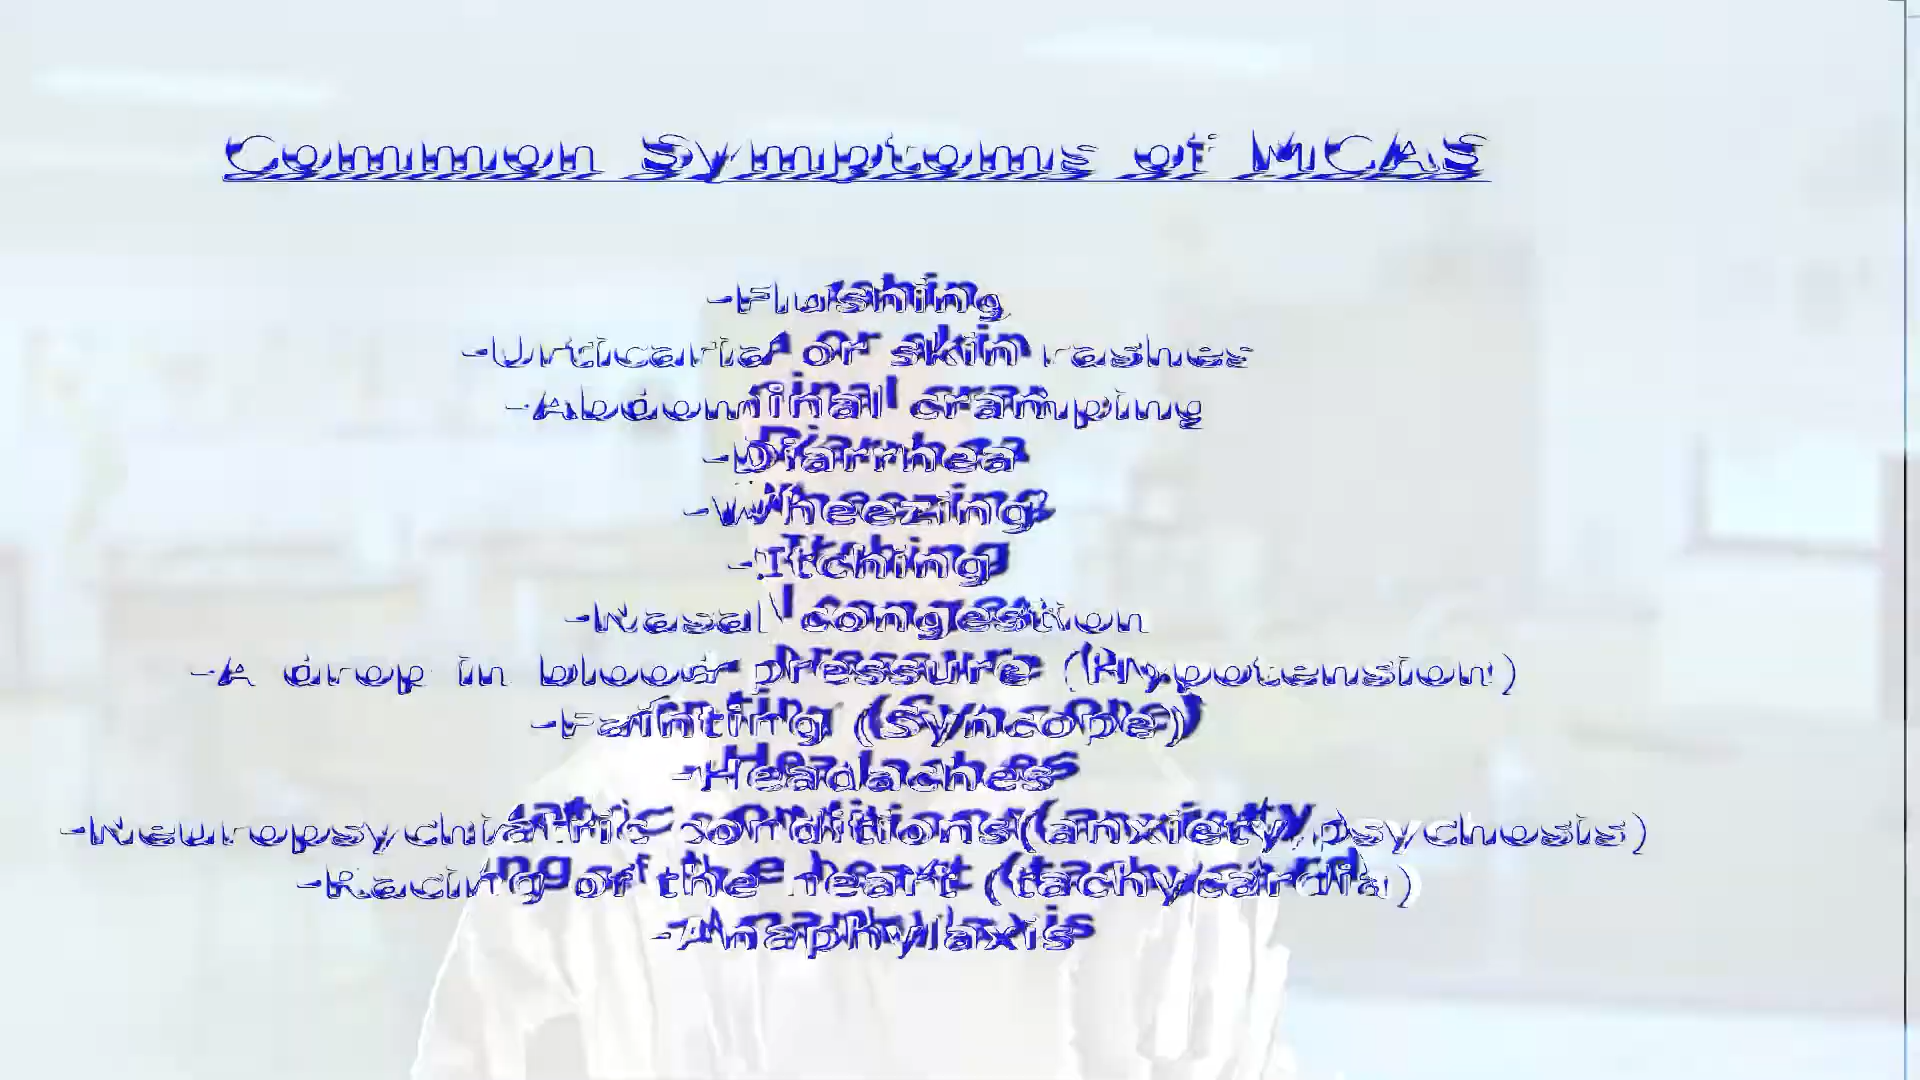 Common Symptoms of MCAS
-Flushing
-Urticaria or skin rashes
-Abdominal cramping
-Diarrhea
-Wheezing
-Itching
-Nasal congestion
-A drop in blood pressure (Hypotension)
-Fainting (Syncope)
-Headaches
-Neuropsychiatric conditions(anxiety,psychosis)
-Racing of the heart (tachycardia)
-Anaphylaxis